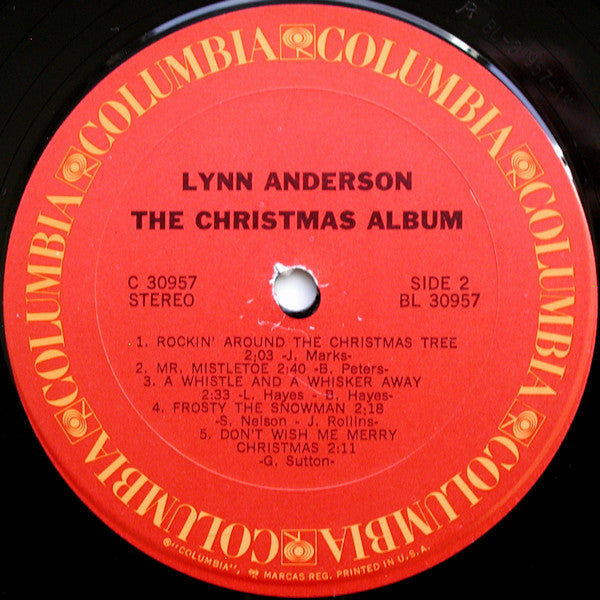 COLUMBIA COLUMBIA COLUMBIA COLUMBIA COLUMBIA COLUMBIA
LYNN ANDERSON
THE CHRISTMAS ALBUM
C 30957 SIDE 2
STEREO BL 30957
1. ROCKIN' AROUND THE CHRISTMAS TREE
2:03 -J. Marks-
2. MR. MISTLETOE 2:40 -B. Peters-
3. A WHISTLE AND A WHISKER AWAY
2:33 -L. Hayes - B. Hayes-
4. FROSTY THE SNOWMAN 2:18
-S. Nelson - J. Rollins-
5. DON'T WISH ME MERRY
CHRISTMAS 2:11
-G. Sutton-
®"COLUMBIA", MARCAS REG. PRINTED IN U.S.A.